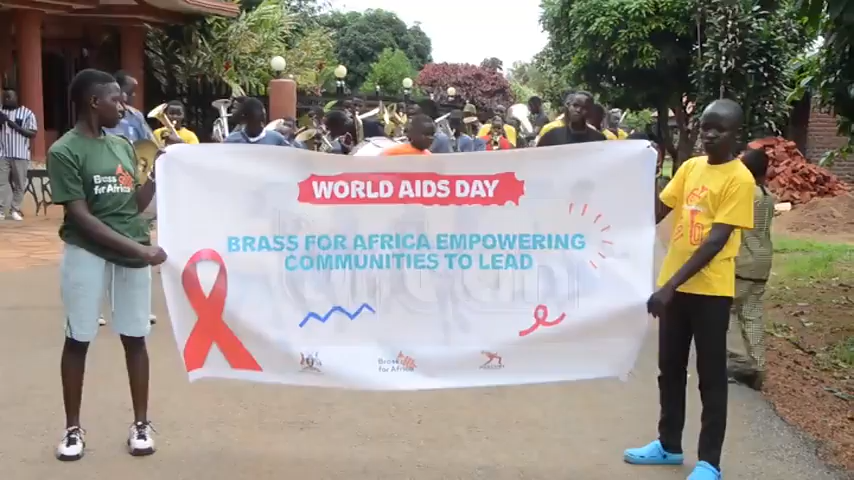 WORLD AIDS DAY
BRASS FOR AFRICA EMPOWERING
COMMUNITIES TO LEAD
Brass
for Africa
Brass
for Africa